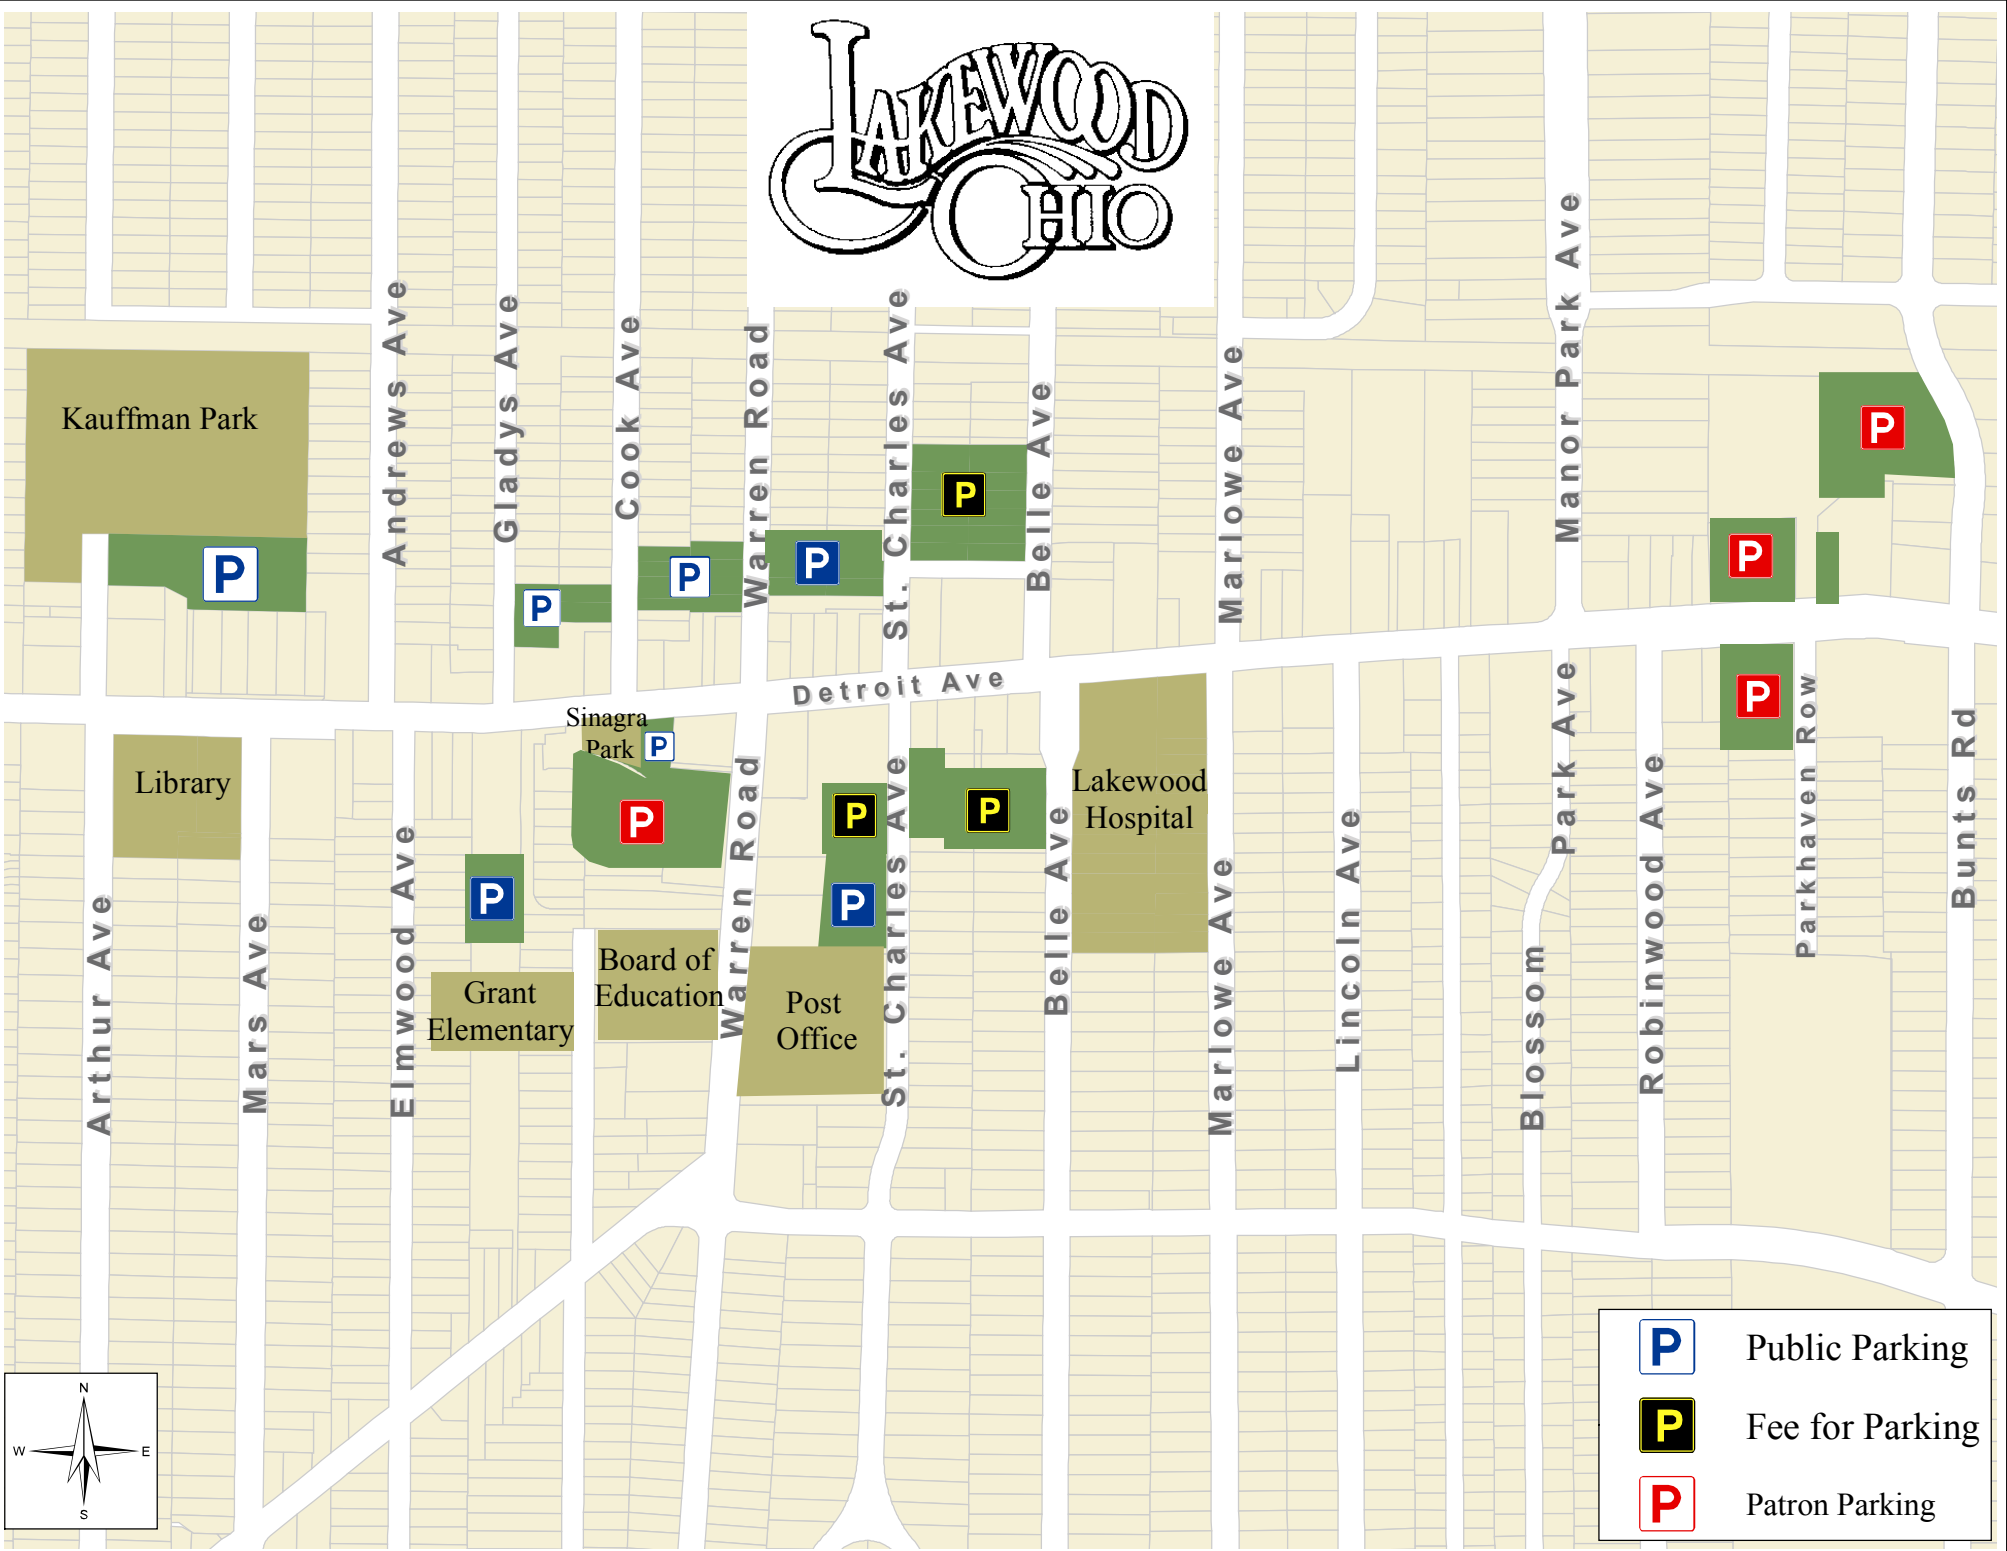 LAKEWOOD
OHIO
Kauffman Park
Andrews Ave
Gladys Ave
Cook Ave
Warren Road
St. Charles Ave
Belle Ave
Marlowe Ave
Manor Park Ave
P
P
P
P
P
P
P
P
Detroit Ave
Sinagra
Park
P
P
P
Library
P
P
P
P
Lakewood
Hospital
Arthur Ave
Mars Ave
Elmwood Ave
Grant
Elementary
Board of
Education
Warren Road
Post
Office
St. Charles Ave
Belle Ave
Marlowe Ave
Lincoln Ave
Blossom Park Ave
Robinwood Ave
Parkhaven Row
Bunts Rd
P Public Parking
P Fee for Parking
P Patron Parking
N
W E
S